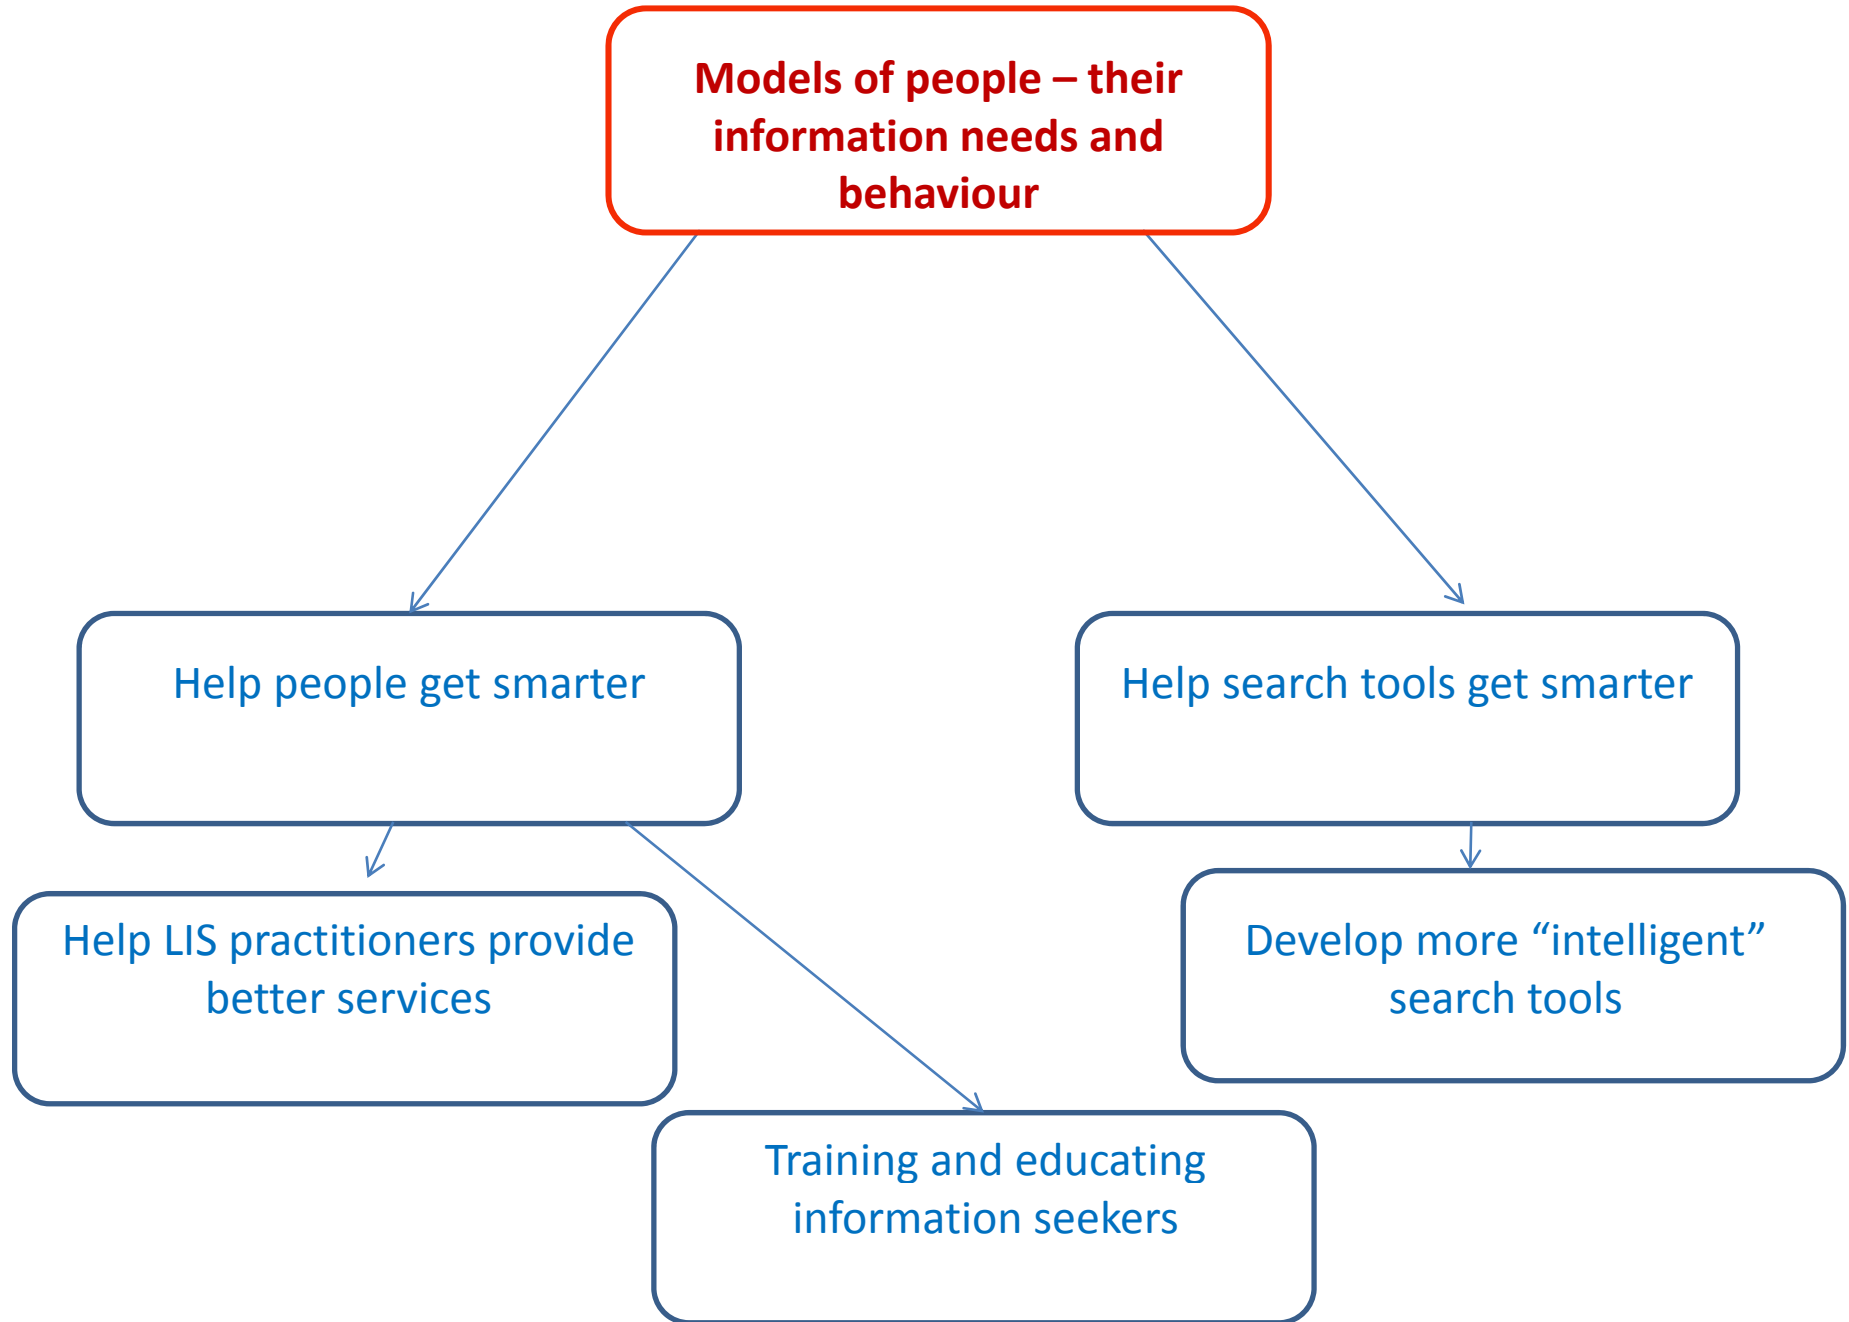 Models of people – their
information needs and
behaviour
Help people get smarter
Help search tools get smarter
Help LIS practitioners provide
better services
Develop more “intelligent”
search tools
Training and educating
information seekers